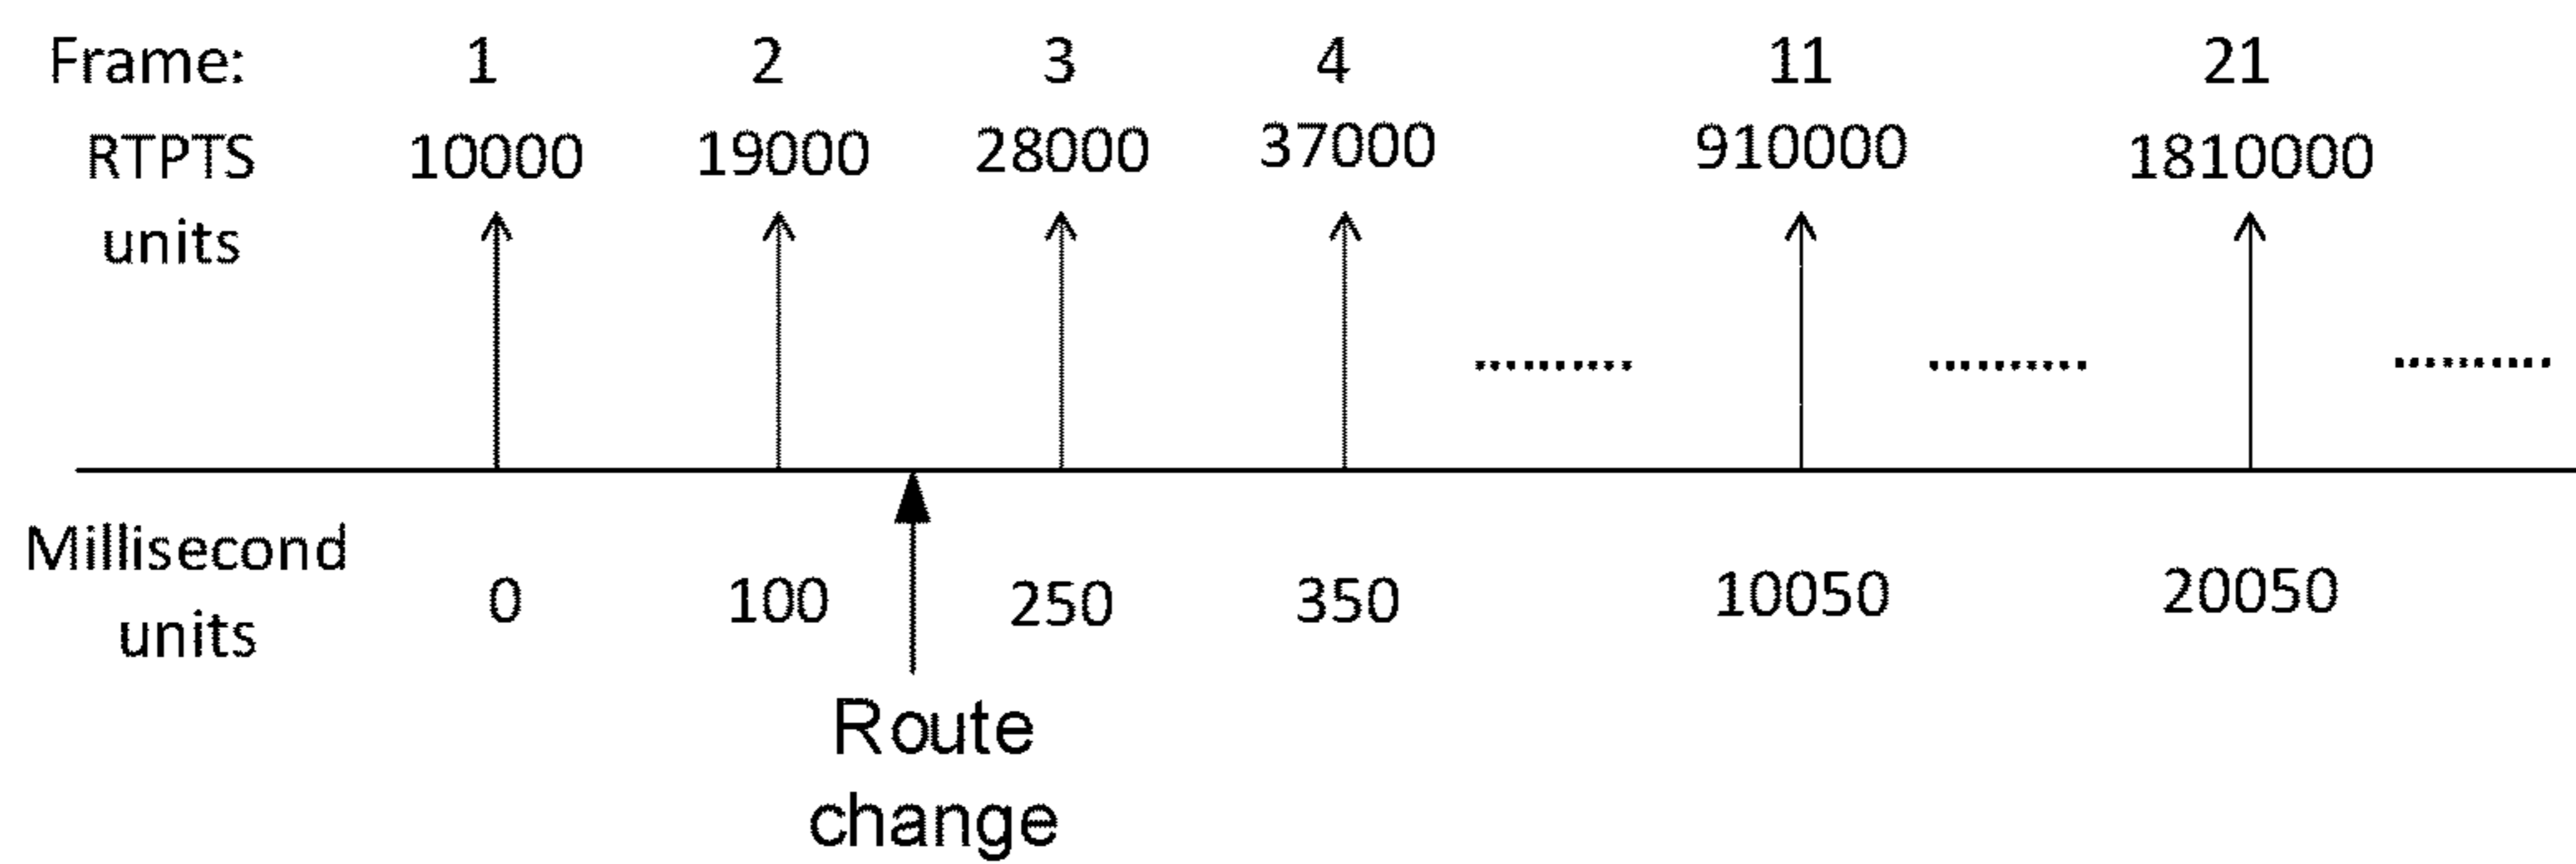 Frame: 1 2 3 4 11 21
RTPTS units 10000 19000 28000 37000 910000 1810000
Millisecond units 0 100 250 350 10050 20050
Route
change